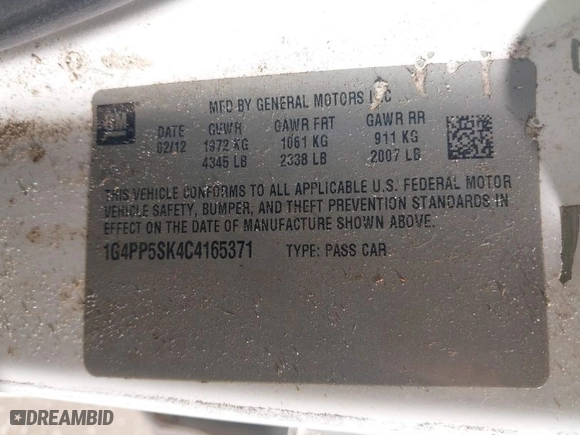 GM
MFD BY GENERAL MOTORS LLC
DATE GVWR GAWR FRT GAWR RR
02/12 1972 KG 1061 KG 911 KG
4345 LB 2338 LB 2007 LB
THIS VEHICLE CONFORMS TO ALL APPLICABLE U.S. FEDERAL MOTOR
VEHICLE SAFETY, BUMPER, AND THEFT PREVENTION STANDARDS IN
EFFECT ON THE DATE OF MANUFACTURE SHOWN ABOVE.
1G4PP5SK4C4165371 TYPE: PASS CAR
DREAMBID